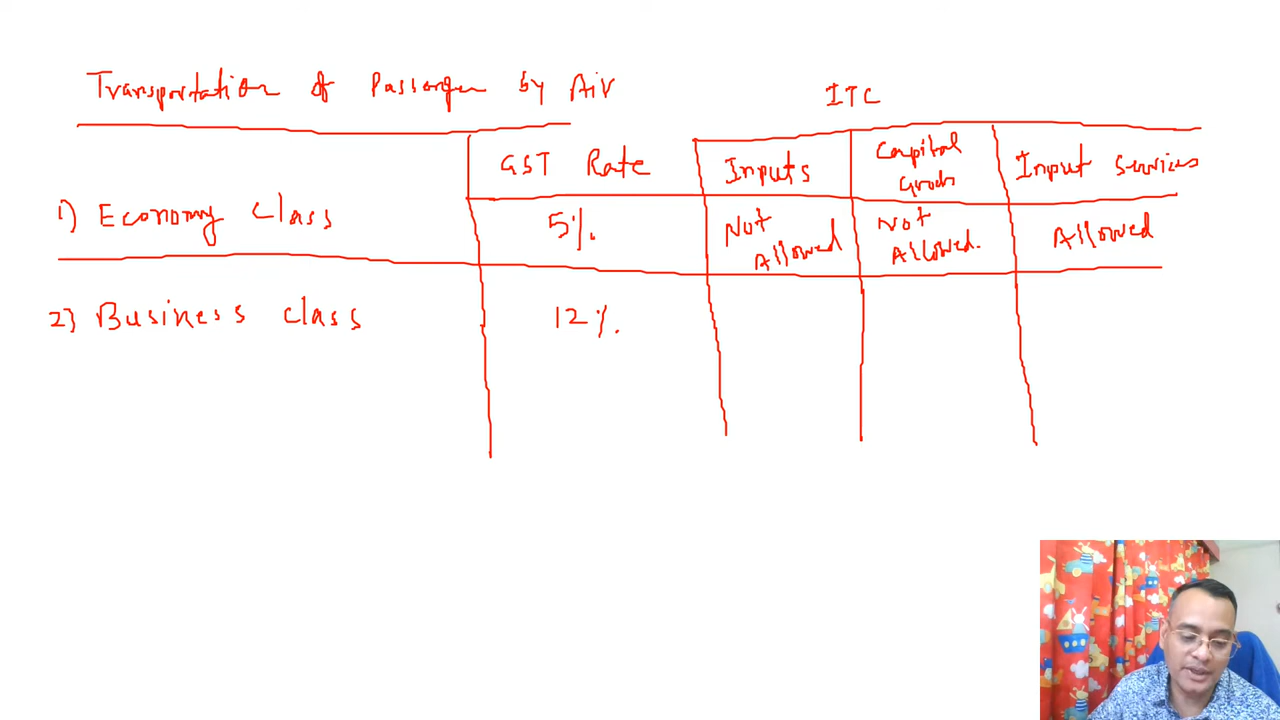 Transportation of Passenger by Air
ITC
GST Rate
Inputs
Capital
Goods
Input Services
1) Economy class
5%.
Not
Allowed
Not
Allowed.
Allowed
2) Business class
12%.